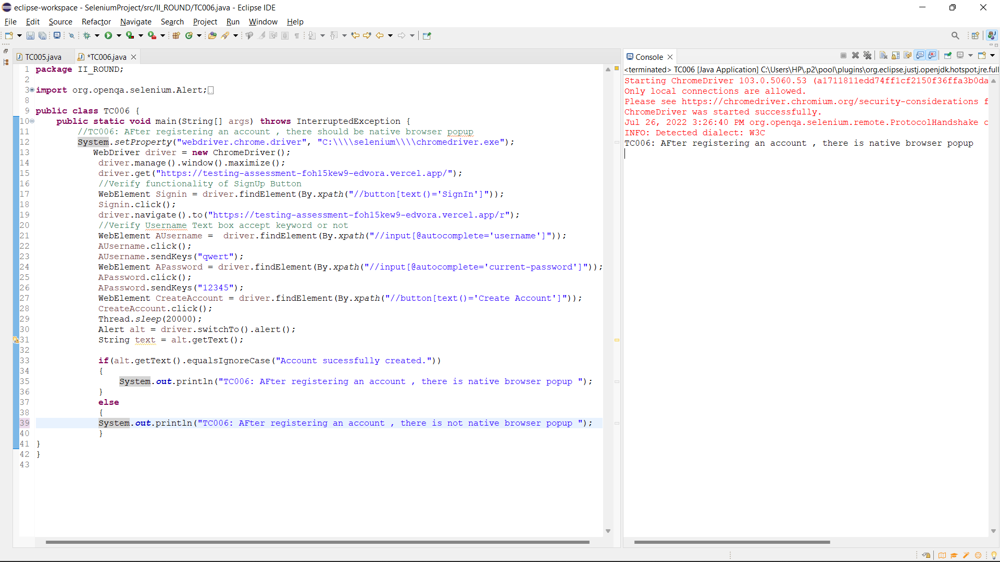 eclipse-workspace - SeleniumProject/src/II_ROUND/TC006.java - Eclipse IDE
File Edit Source Refactor Navigate Search Project Run Window Help
TC005.java *TC006.java
1 package II_ROUND;
2
3 import org.openqa.selenium.Alert;
8
9 public class TC006 {
10 public static void main(String[] args) throws InterruptedException {
11 //TC006: AFter registering an account , there should be native browser popup
12 System.setProperty("webdriver.chrome.driver", "C:\\\\selenium\\\\chromedriver.exe");
13 WebDriver driver = new ChromeDriver();
14 driver.manage().window().maximize();
15 driver.get("https://testing-assessment-foh15kew9-edvora.vercel.app/");
16 //Verify functionality of SignUp Button
17 WebElement Signin = driver.findElement(By.xpath("//button[text()='SignIn']"));
18 Signin.click();
19 driver.navigate().to("https://testing-assessment-foh15kew9-edvora.vercel.app/r");
20 //Verify Username Text box accept keyword or not
21 WebElement AUsername =  driver.findElement(By.xpath("//input[@autocomplete='username']"));
22 AUsername.click();
23 AUsername.sendKeys("qwert");
24 WebElement APassword = driver.findElement(By.xpath("//input[@autocomplete='current-password']"));
25 APassword.click();
26 APassword.sendKeys("12345");
27 WebElement CreateAccount = driver.findElement(By.xpath("//button[text()='Create Account']"));
28 CreateAccount.click();
29 Thread.sleep(20000);
30 Alert alt = driver.switchTo().alert();
31 String text = alt.getText();
32
33 if(alt.getText().equalsIgnoreCase("Account sucessfully created."))
34 {
35 System.out.println("TC006: AFter registering an account , there is native browser popup ");
36 }
37 else
38 {
39 System.out.println("TC006: AFter registering an account , there is not native browser popup ");
40 }
41 }
42 }
43
Console
<terminated> TC006 [Java Application] C:\Users\HP\.p2\pool\plugins\org.eclipse.justj.openjdk.hotspot.jre.full
Starting ChromeDriver 103.0.5060.53 (a1711811edd74ff1cf2150f36ffa3b0da
Only local connections are allowed.
Please see https://chromedriver.chromium.org/security-considerations f
ChromeDriver was started successfully.
Jul 26, 2022 3:26:40 PM org.openqa.selenium.remote.ProtocolHandshake c
INFO: Detected dialect: W3C
TC006: AFter registering an account , there is native browser popup